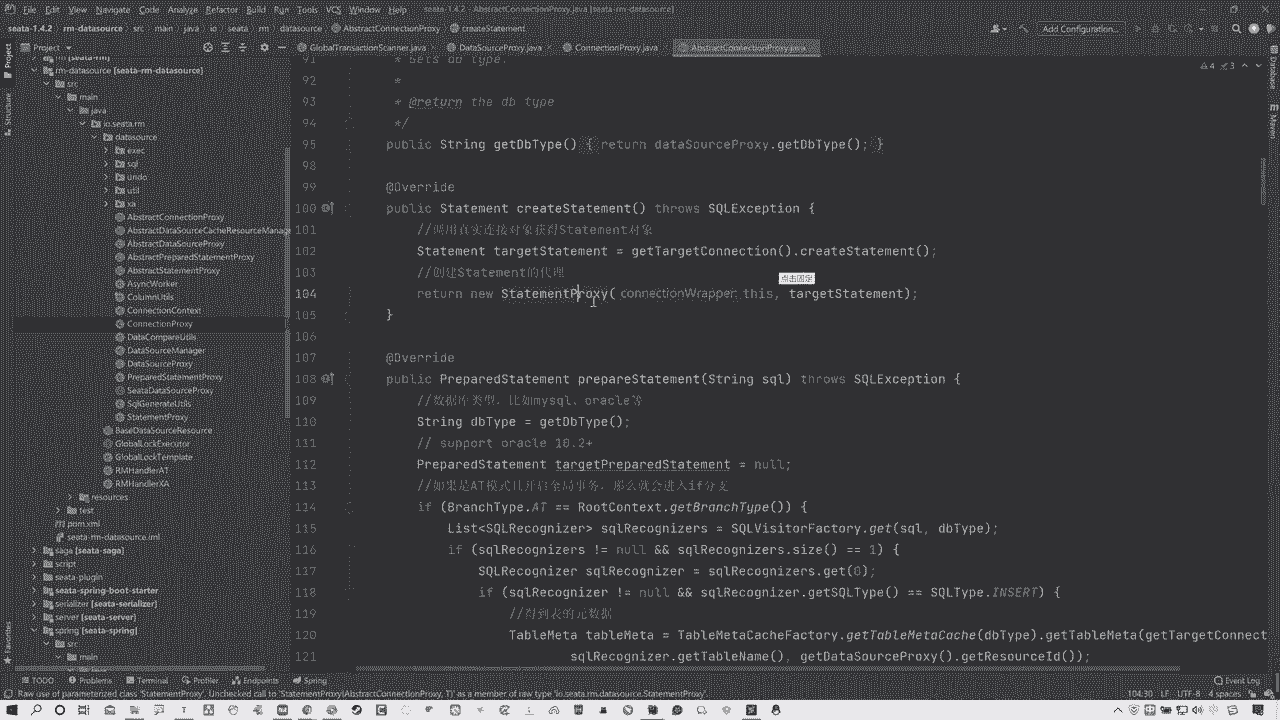 File Edit View Navigate Code Analyze Refactor Build Run Tools VCS Window Help seata-1.4.2 - AbstractConnectionProxy.java [seata-rm-datasource]
seata-1.4.2 rm-datasource src main java io seata rm datasource AbstractConnectionProxy createStatement
Add Configuration...
Project
GlobalTransactionScanner.java DataSourceProxy.java ConnectionProxy.java AbstractConnectionProxy.java
rm-datasource [seata-rm-datasource]
src
main
java
io.seata.rm
datasource
exec
sql
undo
util
xa
AbstractConnectionProxy
AbstractDataSourceCacheResourceManage
AbstractDataSourceProxy
AbstractPreparedStatementProxy
AbstractStatementProxy
AsyncWorker
ColumnUtils
ConnectionContext
ConnectionProxy
DataCompareUtils
DataSourceManager
DataSourceProxy
PreparedStatementProxy
SeataDataSourceProxy
SqlGenerateUtils
StatementProxy
BaseDataSourceResource
GlobalLockExecutor
GlobalLockTemplate
RMHandlerAT
RMHandlerXA
resources
test
pom.xml
seata-rm-datasource.iml
saga [seata-saga]
script
seata-plugin
seata-spring-boot-starter
serializer [seata-serializer]
server [seata-server]
spring [seata-spring]
src
main
91 * Gets db type.
92 *
93 * @return the db type
94 */
95 public String getDbType() { return dataSourceProxy.getDbType(); }
98
99 @Override
100 public Statement createStatement() throws SQLException {
101 //调用真实连接对象获得Statement对象
102 Statement targetStatement = getTargetConnection().createStatement();
103 //创建Statement的代理
点击固定
104 return new StatementProxy( connectionWrapper: this, targetStatement);
105 }
106
107 @Override
108 public PreparedStatement prepareStatement(String sql) throws SQLException {
109 //数据库类型，比如mysql、oracle等
110 String dbType = getDbType();
111 // support oracle 10.2+
112 PreparedStatement targetPreparedStatement = null;
113 //如果是AT模式且开启全局事务，那么就会进入if分支
114 if (BranchType.AT == RootContext.getBranchType()) {
115 List<SQLRecognizer> sqlRecognizers = SQLVisitorFactory.get(sql, dbType);
116 if (sqlRecognizers != null && sqlRecognizers.size() == 1) {
117 SQLRecognizer sqlRecognizer = sqlRecognizers.get(0);
118 if (sqlRecognizer != null && sqlRecognizer.getSQLType() == SQLType.INSERT) {
119 //得到表的元数据
120 TableMeta tableMeta = TableMetaCacheFactory.getTableMetaCache(dbType).getTableMeta(getTargetConnect
121 sqlRecognizer.getTableName(), getDataSourceProxy().getResourceId());
TODO Problems Terminal Profiler Endpoints Spring Event Log
Raw use of parameterized class 'StatementProxy'. Unchecked call to 'StatementProxy(AbstractConnectionProxy, T)' as a member of raw type 'io.seata.rm.datasource.StatementProxy' 104:30 LF UTF-8 4 spaces